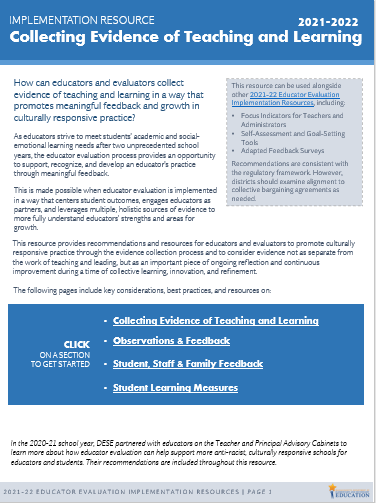 IMPLEMENTATION RESOURCE
2021-2022
Collecting Evidence of Teaching and Learning
How can educators and evaluators collect
evidence of teaching and learning in a way that
promotes meaningful feedback and growth in
culturally responsive practice?
As educators strive to meet students' academic and social-
emotional learning needs after two unprecedented school
years, the educator evaluation process provides an opportunity
to support, recognize, and develop an educator's practice
through meaningful feedback.
This is made possible when educator evaluation is implemented
in a way that centers student outcomes, engages educators as
partners, and leverages multiple, holistic sources of evidence to
more fully understand educators' strengths and areas for
growth.
This resource can be used alongside
other 2021-22 Educator Evaluation
Implementation Resources, including:
• Focus Indicators for Teachers and
Administrators
• Self-Assessment and Goal-Setting
Tools
• Adapted Feedback Surveys
Recommendations are consistent with
the regulatory framework. However,
districts should examine alignment to
collective bargaining agreements as
needed.
This resource provides recommendations and resources for educators and evaluators to promote culturally
responsive practice through the evidence collection process and to consider evidence not as separate from
the work of teaching and leading, but as an important piece of ongoing reflection and continuous
improvement during a time of collective learning, innovation, and refinement.
The following pages include key considerations, best practices, and resources on:
CLICK
ON A SECTION
TO GET STARTED
• Collecting Evidence of Teaching and Learning
• Observations & Feedback
• Student, Staff & Family Feedback
• Student Learning Measures
In the 2020-21 school year, DESE partnered with educators on the Teacher and Principal Advisory Cabinets to
learn more about how educator evaluation can help support more anti-racist, culturally responsive schools for
educators and students. Their recommendations are included throughout this resource.
2021-22 EDUCATOR EVALUATION IMPLEMENTATION RESOURCES | PAGE 1
EDUCATION